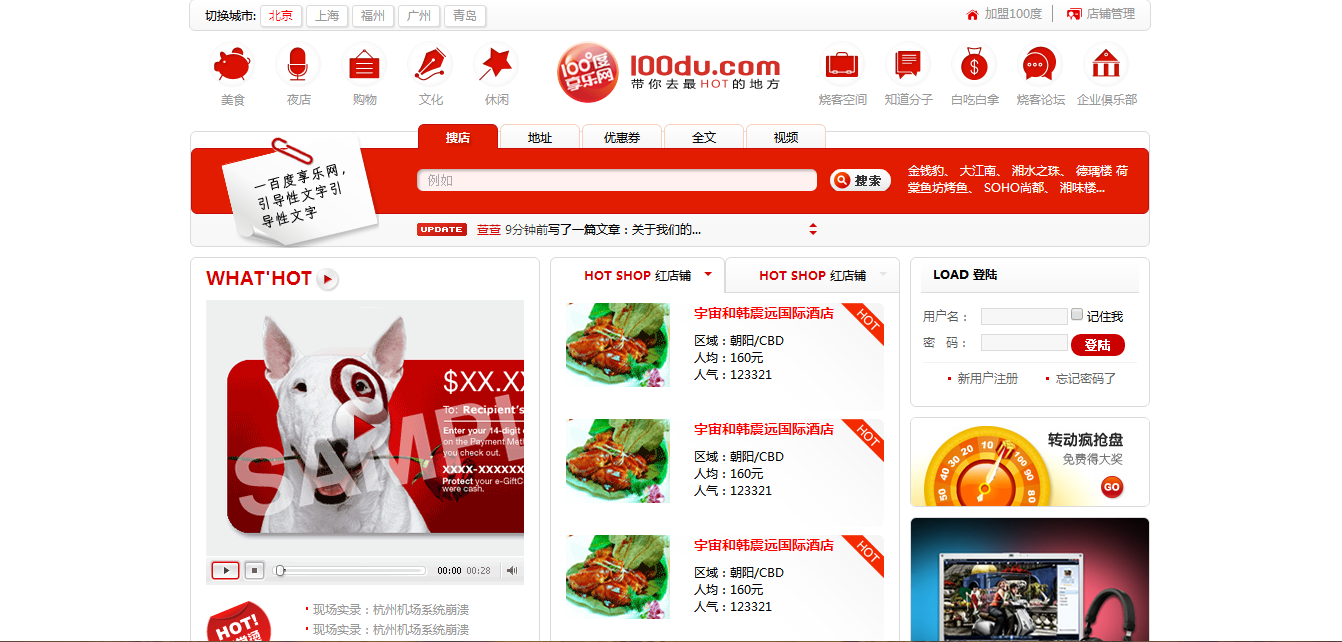 切换城市: 北京 上海 福州 广州 青岛
加盟100度 店铺管理
美食 夜店 购物 文化 休闲
100度享乐网
100du.com
带你去最HOT的地方
烧客空间 知道分子 白吃白拿 烧客论坛 企业俱乐部
搜店 地址 优惠券 全文 视频
一百度享乐网，
引导性文字引
导性文字
例如
搜索
金钱豹、 大江南、 湘水之珠、 德瑀楼 荷
堂鱼坊烤鱼、 SOHO尚都、 湘味楼...
UPDATE 萱萱 9分钟前写了一篇文章：关于我们的...
WHAT'HOT
$XX.XX
To: Recipient's
Enter your 14-digit
on the Payment Met
you check out.
XXXX-XXXXXX
Protect your e-GiftC
were cash.
SAMPL
00:00 00:28
HOT!
现场实录：杭州机场系统崩溃
现场实录：杭州机场系统崩溃
HOT SHOP 红店铺
HOT SHOP 红店铺
宇宙和韩震远国际酒店
HOT
区域：朝阳/CBD
人均：160元
人气：123321
宇宙和韩震远国际酒店
HOT
区域：朝阳/CBD
人均：160元
人气：123321
宇宙和韩震远国际酒店
HOT
区域：朝阳/CBD
人均：160元
人气：123321
LOAD 登陆
用户名：
记住我
密 码：
登陆
新用户注册
忘记密码了
转动疯抢盘
免费得大奖
GO
50 40 30 20 10 100 90 80